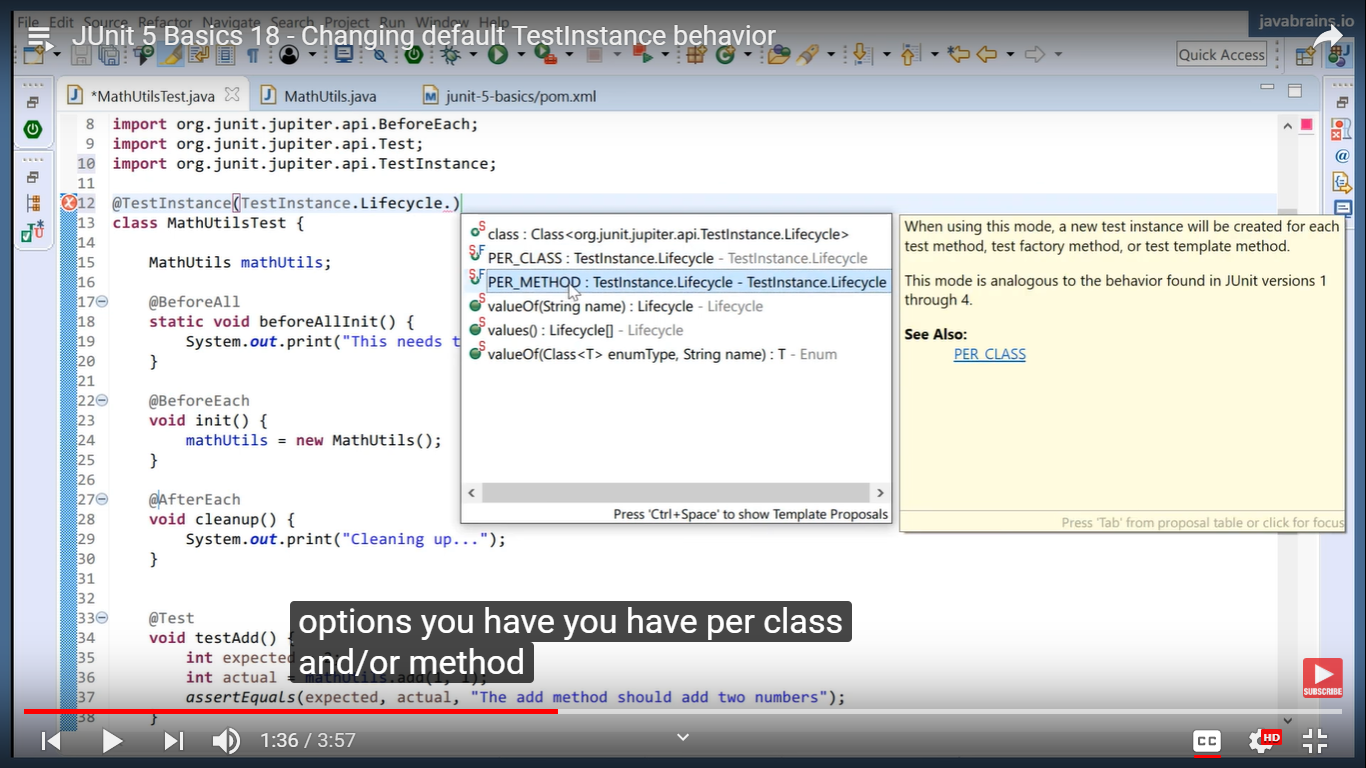 File Edit Source Refactor Navigate Search Project Run Window Help
javabrains.io
JUnit 5 Basics 18 - Changing default TestInstance behavior
Quick Access
*MathUtilsTest.java MathUtils.java junit-5-basics/pom.xml
8 import org.junit.jupiter.api.BeforeEach;
9 import org.junit.jupiter.api.Test;
10 import org.junit.jupiter.api.TestInstance;
11
12 @TestInstance(TestInstance.Lifecycle.)
13 class MathUtilsTest {
14
15 MathUtils mathUtils;
16
17 @BeforeAll
18 static void beforeAllInit() {
19 System.out.print("This needs t
20 }
21
22 @BeforeEach
23 void init() {
24 mathUtils = new MathUtils();
25 }
26
27 @AfterEach
28 void cleanup() {
29 System.out.print("Cleaning up...");
30 }
31
32
33 @Test
34 void testAdd() {
35 int expected
36 int actual = mathUtils.add(1, 1);
37 assertEquals(expected, actual, "The add method should add two numbers");
38 }
class : Class<org.junit.jupiter.api.TestInstance.Lifecycle>
PER_CLASS : TestInstance.Lifecycle - TestInstance.Lifecycle
PER_METHOD : TestInstance.Lifecycle - TestInstance.Lifecycle
valueOf(String name) : Lifecycle - Lifecycle
values() : Lifecycle[] - Lifecycle
valueOf(Class<T> enumType, String name) : T - Enum
Press 'Ctrl+Space' to show Template Proposals
When using this mode, a new test instance will be created for each
test method, test factory method, or test template method.
This mode is analogous to the behavior found in JUnit versions 1
through 4.
See Also:
PER_CLASS
Press 'Tab' from proposal table or click for focus
options you have you have per class
and/or method
SUBSCRIBE
1:36 / 3:57
CC
HD